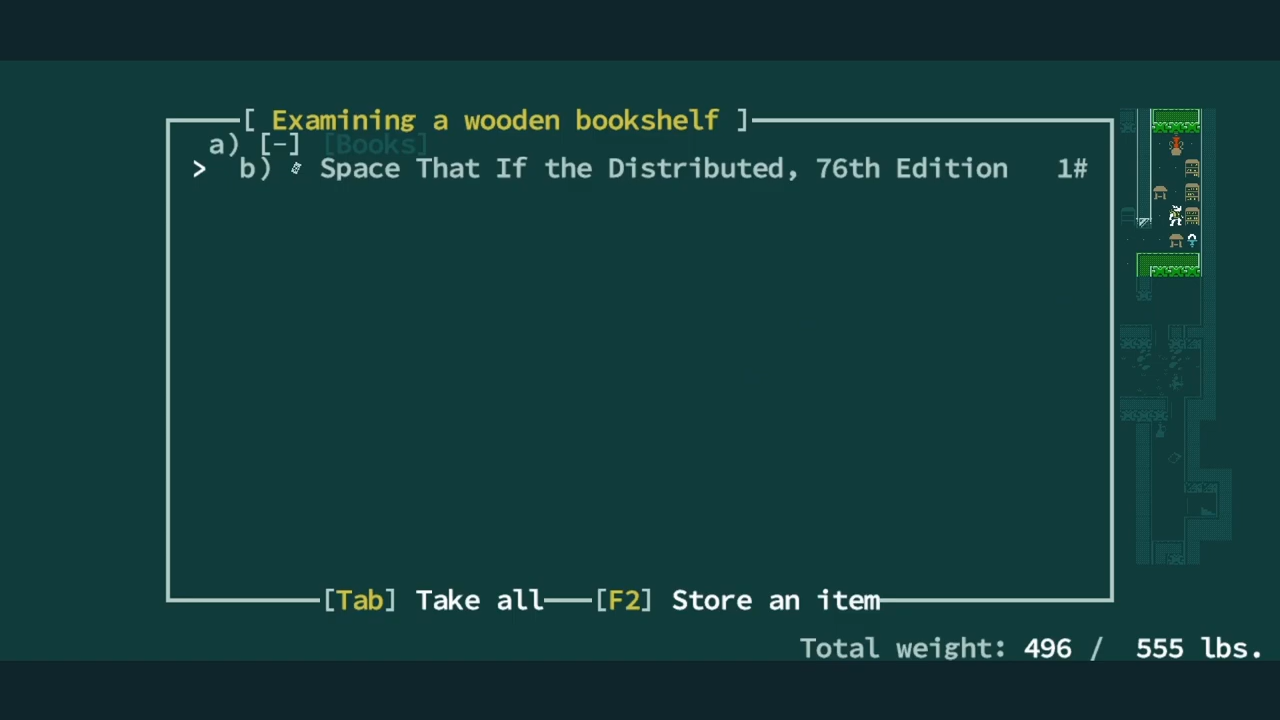 [ Examining a wooden bookshelf ]
a) [-] [Books]
> b) Space That If the Distributed, 76th Edition 1#
[Tab] Take all [F2] Store an item
Total weight: 496 / 555 lbs.